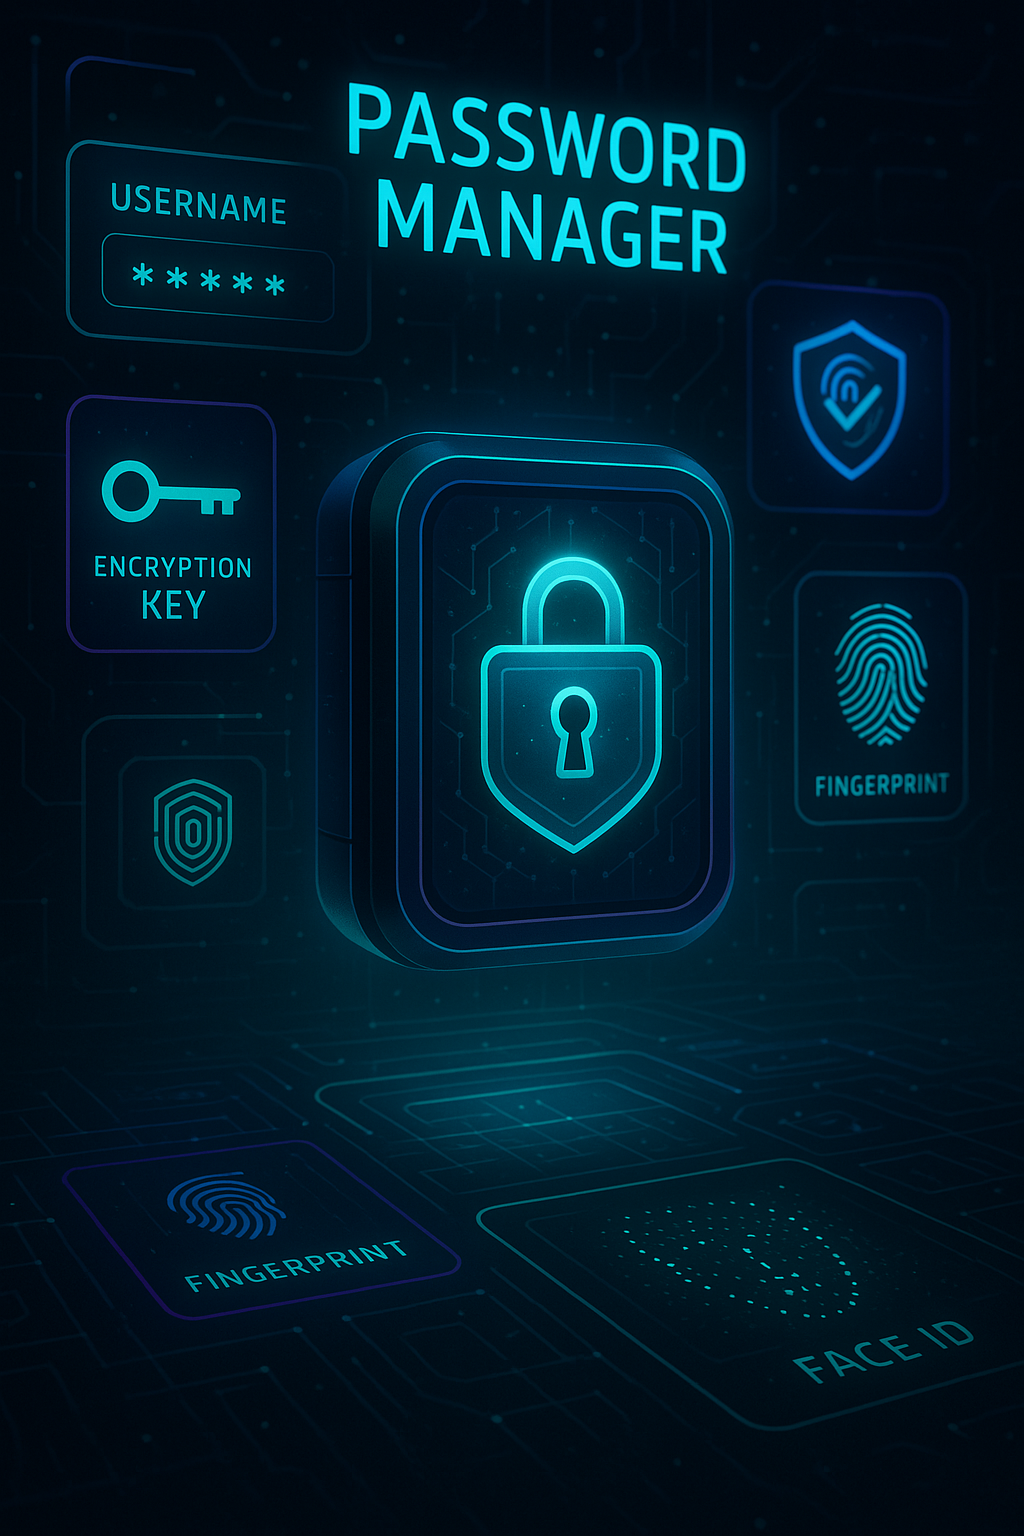 PASSWORD
MANAGER
USERNAME
*****
ENCRYPTION
KEY
FINGERPRINT
FINGERPRINT
FACE ID